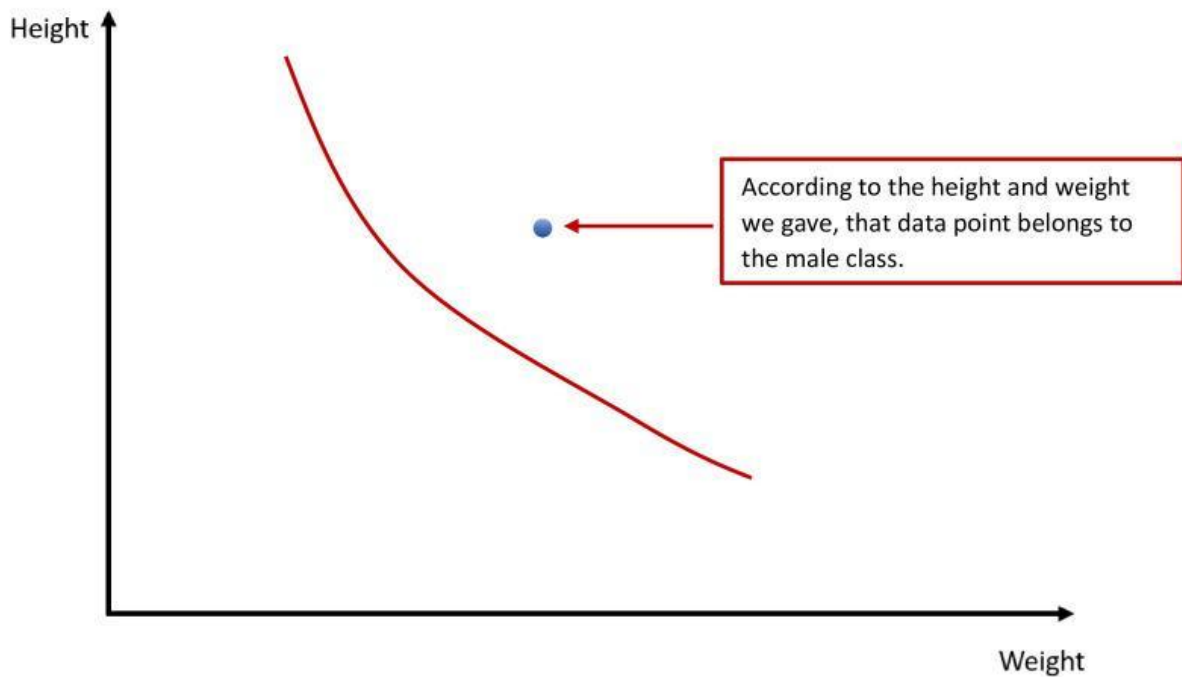 Height
According to the height and weight
we gave, that data point belongs to
the male class.
Weight